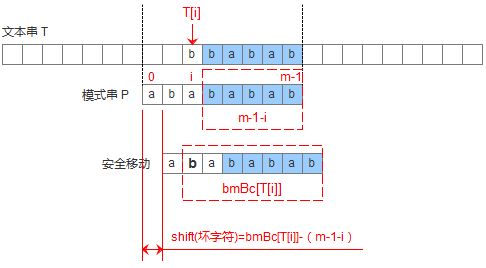 T[i]
文本串 T
b b a b a b
0 i m-1
模式串 P a b a b a b a b
m-1-i
安全移动 a b a b a b a b
bmBc[T[i]]
shift(坏字符)=bmBc[T[i]]-（m-1-i）